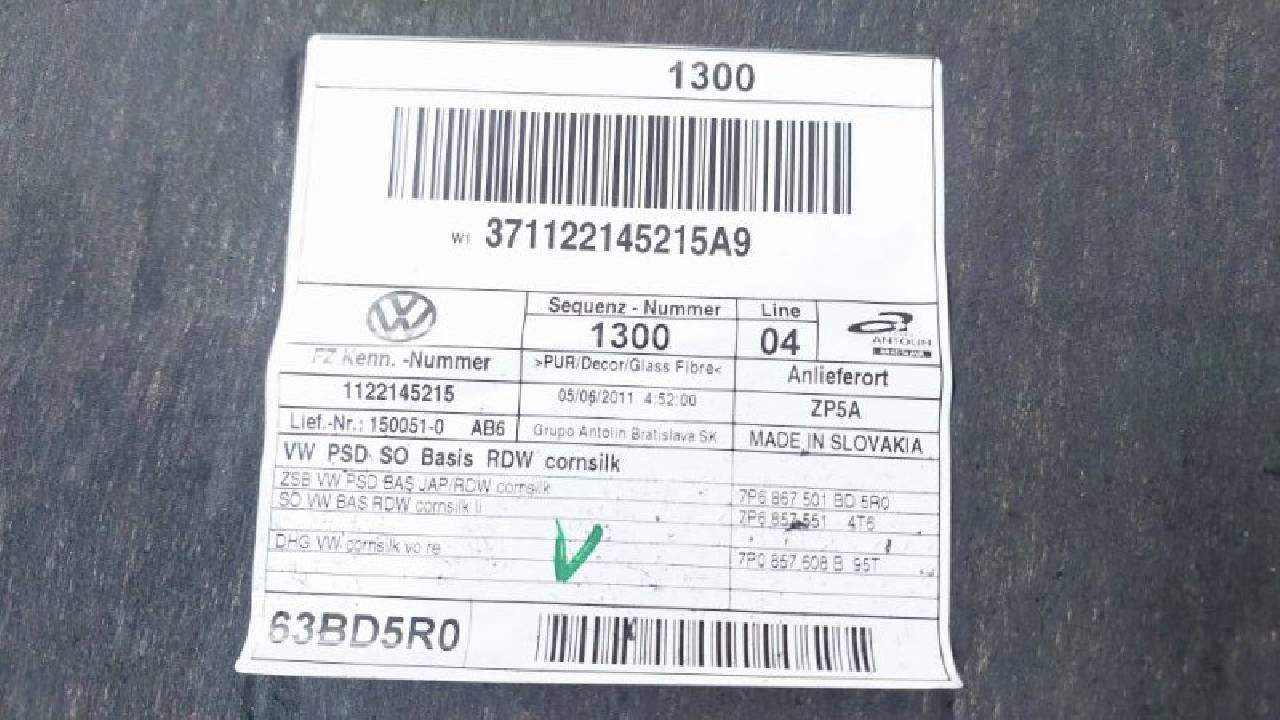 1300
W1 371122145215A9
Sequenz - Nummer
Line
1300
04
ANTOLIN
FZ Kenn. -Nummer
>PUR/Decor/Glass Fibre<
Anlieferort
1122145215
05/06/2011 4:52:00
ZP5A
Lief.-Nr.: 150051-0 AB6
Grupo Antolin Bratislava SK
MADE IN SLOVAKIA
VW PSD SO Basis RDW cornsilk
ZSB VW PSD BAS JAP/RDW cornsilk
7P6 867 501 BD 5R0
SO VW BAS RDW cornsilk li
7P6 857 551 4T6
DHG VW cornsilk vo re
7P0 857 608 B 95T
63BD5R0